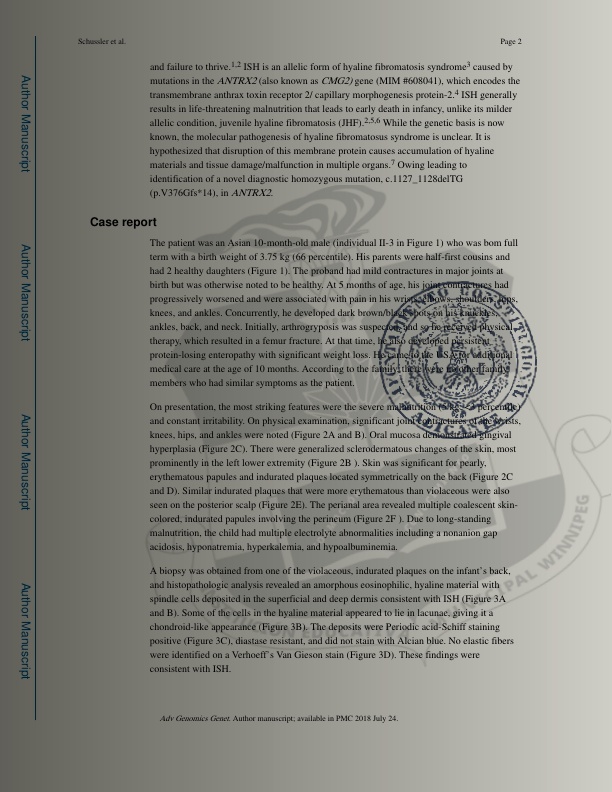 Schussler et al.
Page 2
Author Manuscript
Author Manuscript
Author Manuscript
Author Manuscript
and failure to thrive.1,2 ISH is an allelic form of hyaline fibromatosis syndrome3 caused by
mutations in the ANTRX2 (also known as CMG2) gene (MIM #608041), which encodes the
transmembrane anthrax toxin receptor 2/ capillary morphogenesis protein-2.4 ISH generally
results in life-threatening malnutrition that leads to early death in infancy, unlike its milder
allelic condition, juvenile hyaline fibromatosis (JHF).2,5,6 While the genetic basis is now
known, the molecular pathogenesis of hyaline fibromatosus syndrome is unclear. It is
hypothesized that disruption of this membrane protein causes accumulation of hyaline
materials and tissue damage/malfunction in multiple organs.7 Owing leading to
identification of a novel diagnostic homozygous mutation, c.1127_1128delTG
(p.V376Gfs*14), in ANTRX2.
Case report
The patient was an Asian 10-month-old male (individual II-3 in Figure 1) who was born full
term with a birth weight of 3.75 kg (66 percentile). His parents were half-first cousins and
had 2 healthy daughters (Figure 1). The proband had mild contractures in major joints at
birth but was otherwise noted to be healthy. At 5 months of age, his joint contractures had
progressively worsened and were associated with pain in his wrists, elbows, shoulders, hips,
knees, and ankles. Concurrently, he developed dark brown/black spots on his knuckles,
ankles, back, and neck. Initially, arthrogryposis was suspected, and so he received physical
therapy, which resulted in a femur fracture. At that time, he also developed persistent
protein-losing enteropathy with significant weight loss. He came to the USA for additional
medical care at the age of 10 months. According to the family, there were no other family
members who had similar symptoms as the patient.
On presentation, the most striking features were the severe malnutrition percentile)
and constant irritability. On physical examination, significant joint contractures of the wrists,
knees, hips, and ankles were noted (Figure 2A and B). Oral mucosa demonstrated gingival
hyperplasia (Figure 2C). There were generalized sclerodermatous changes of the skin, most
prominently in the left lower extremity (Figure 2B ). Skin was significant for pearly,
erythematous papules and indurated plaques located symmetrically on the back (Figure 2C
and D). Similar indurated plaques that were more erythematous than violaceous were also
seen on the posterior scalp (Figure 2E). The perianal area revealed multiple coalescent skin-
colored, indurated papules involving the perineum (Figure 2F ). Due to long-standing
malnutrition, the child had multiple electrolyte abnormalities including a nonanion gap
acidosis, hyponatremia, hyperkalemia, and hypoalbuminemia.
A biopsy was obtained from one of the violaceous, indurated plaques on the infant's back,
and histopathologic analysis revealed an amorphous eosinophilic, hyaline material with
spindle cells deposited in the superficial and deep dermis consistent with ISH (Figure 3A
and B). Some of the cells in the hyaline material appeared to lie in lacunae, giving it a
chondroid-like appearance (Figure 3B). The deposits were Periodic acid-Schiff staining
positive (Figure 3C), diastase resistant, and did not stain with Alcian blue. No elastic fibers
were identified on a Verhoeff's Van Gieson stain (Figure 3D). These findings were
consistent with ISH.
PAL WINNIPEG
Adv Genomics Genet. Author manuscript; available in PMC 2018 July 24.